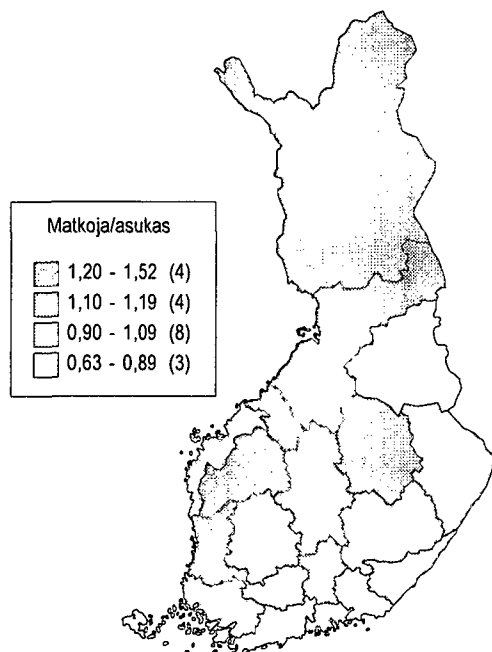 Matkoja/asukas
1,20 - 1,52 (4)
1,10 - 1,19 (4)
0,90 - 1,09 (8)
0,63 - 0,89 (3)